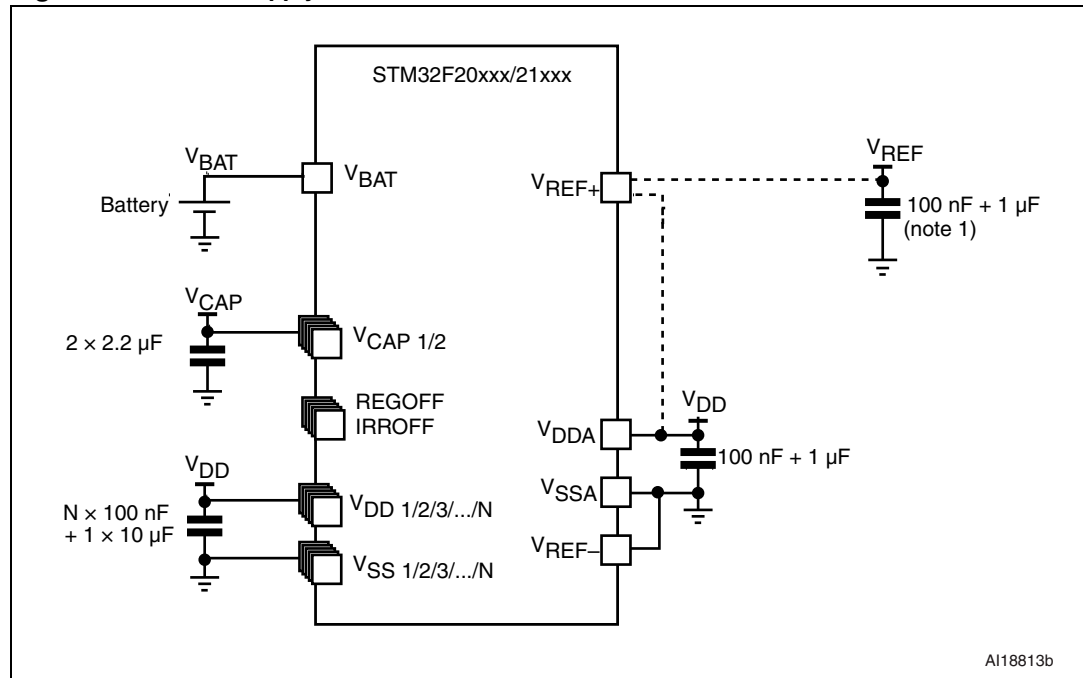 STM32F20xxx/21xxx
VBAT
Battery
VBAT
VREF+
VREF
100 nF + 1 µF
(note 1)
VCAP
2 × 2.2 µF
VCAP 1/2
REGOFF
IRROFF
VDD
N × 100 nF
+ 1 × 10 µF
VDD 1/2/3/.../N
VSS 1/2/3/.../N
VDDA
VDD
100 nF + 1 µF
VSSA
VREF–
AI18813b